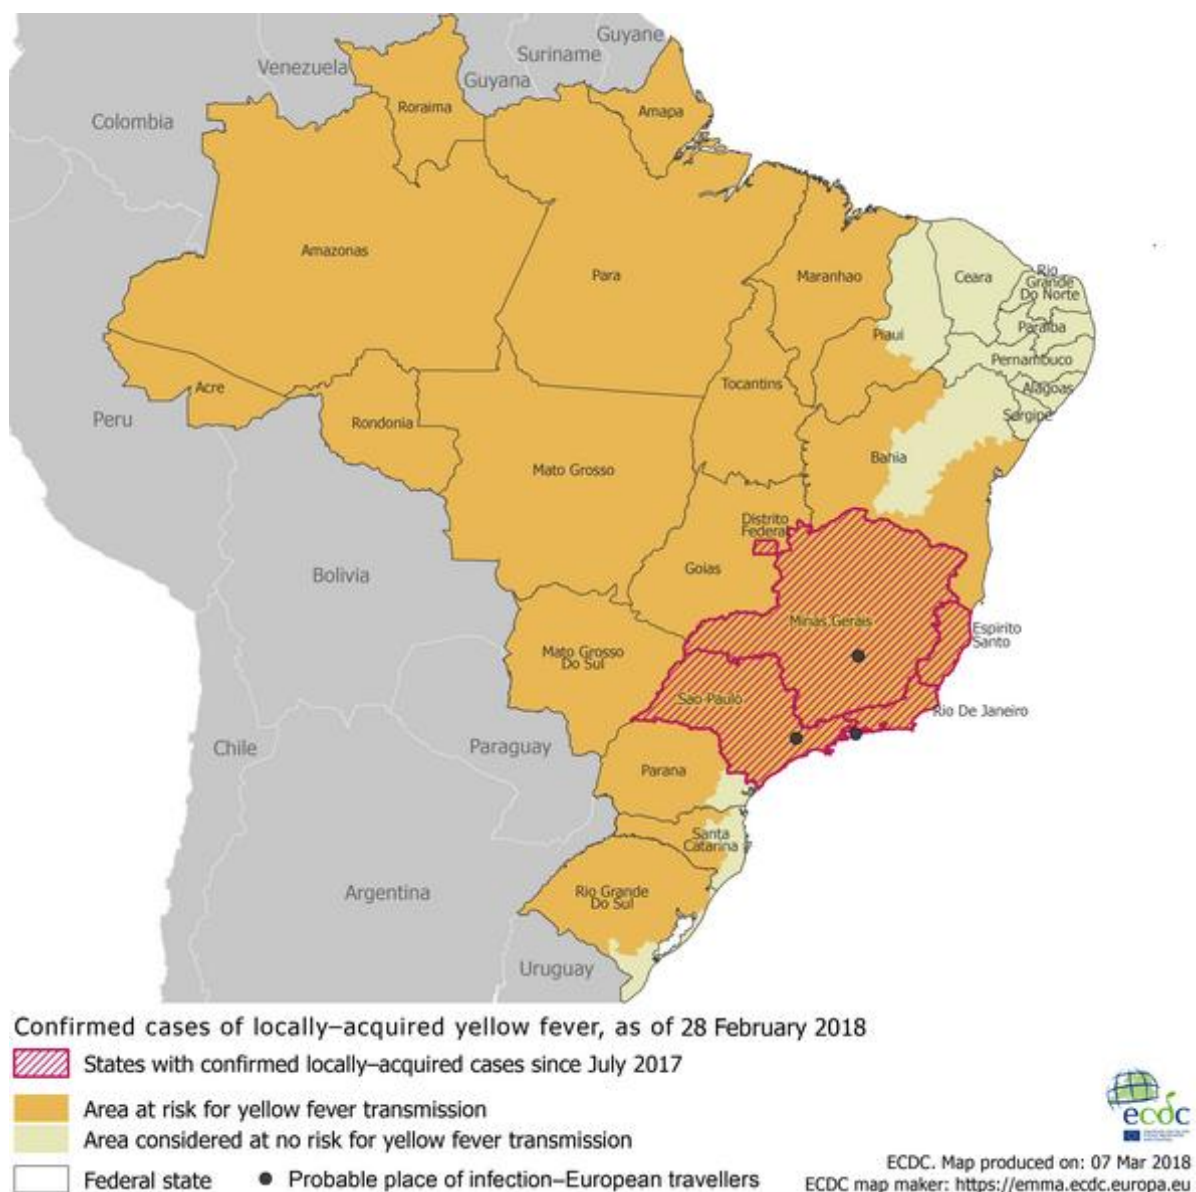 Guyane
Suriname
Venezuela
Guyana
Roraima
Amapa
Colombia
Amazonas
Para
Maranhao
Ceara
Rio
Grande
Do Norte
Piaui
Paraiba
Pernambuco
Acre
Tocantins
Alagoas
Peru
Rondonia
Sergipe
Mato Grosso
Bahia
Distrito
Federal
Goias
Bolivia
Minas Gerais
Espirito
Santo
Mato Grosso
Do Sul
Sao Paulo
Rio De Janeiro
Chile
Paraguay
Parana
Santa
Catarina
Argentina
Rio Grande
Do Sul
Uruguay
Confirmed cases of locally–acquired yellow fever, as of 28 February 2018
States with confirmed locally–acquired cases since July 2017
Area at risk for yellow fever transmission
Area considered at no risk for yellow fever transmission
Federal state
Probable place of infection–European travellers
ecdc
ECDC. Map produced on: 07 Mar 2018
ECDC map maker: https://emma.ecdc.europa.eu